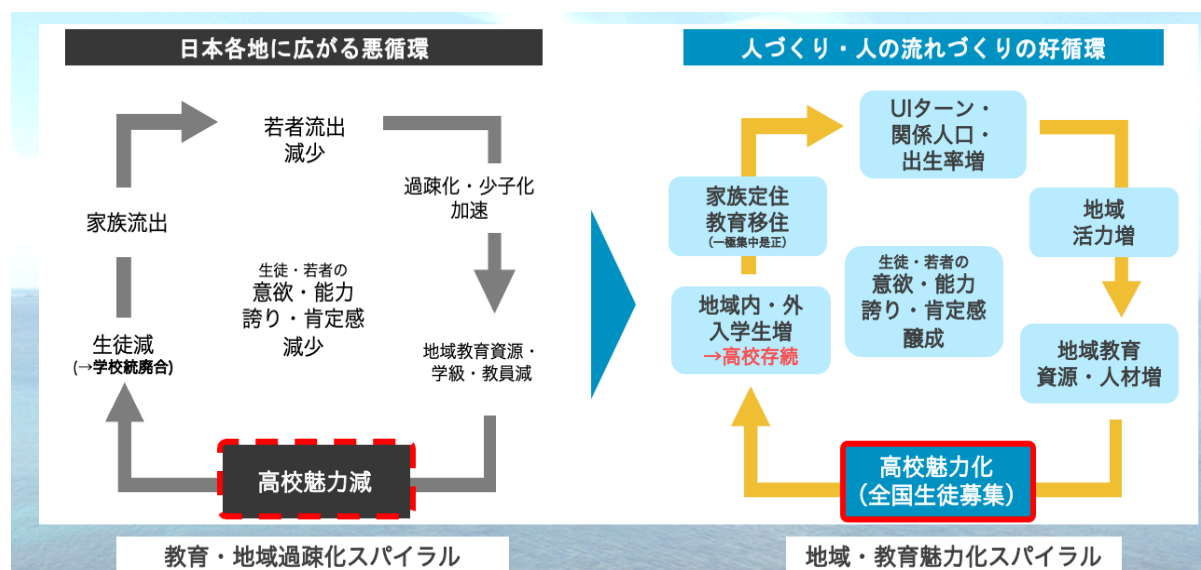 日本各地に広がる悪循環
若者流出
減少
過疎化・少子化
加速
家族流出
生徒・若者の
意欲・能力
誇り・肯定感
減少
生徒減
(→学校統廃合)
地域教育資源・
学級・教員減
高校魅力減
教育・地域過疎化スパイラル
人づくり・人の流れづくりの好循環
UIターン・
関係人口・
出生率増
家族定住
教育移住
(一極集中是正)
地域
活力増
生徒・若者の
意欲・能力
誇り・肯定感
醸成
地域内・外
入学生増
→高校存続
地域教育
資源・人材増
高校魅力化
(全国生徒募集)
地域・教育魅力化スパイラル